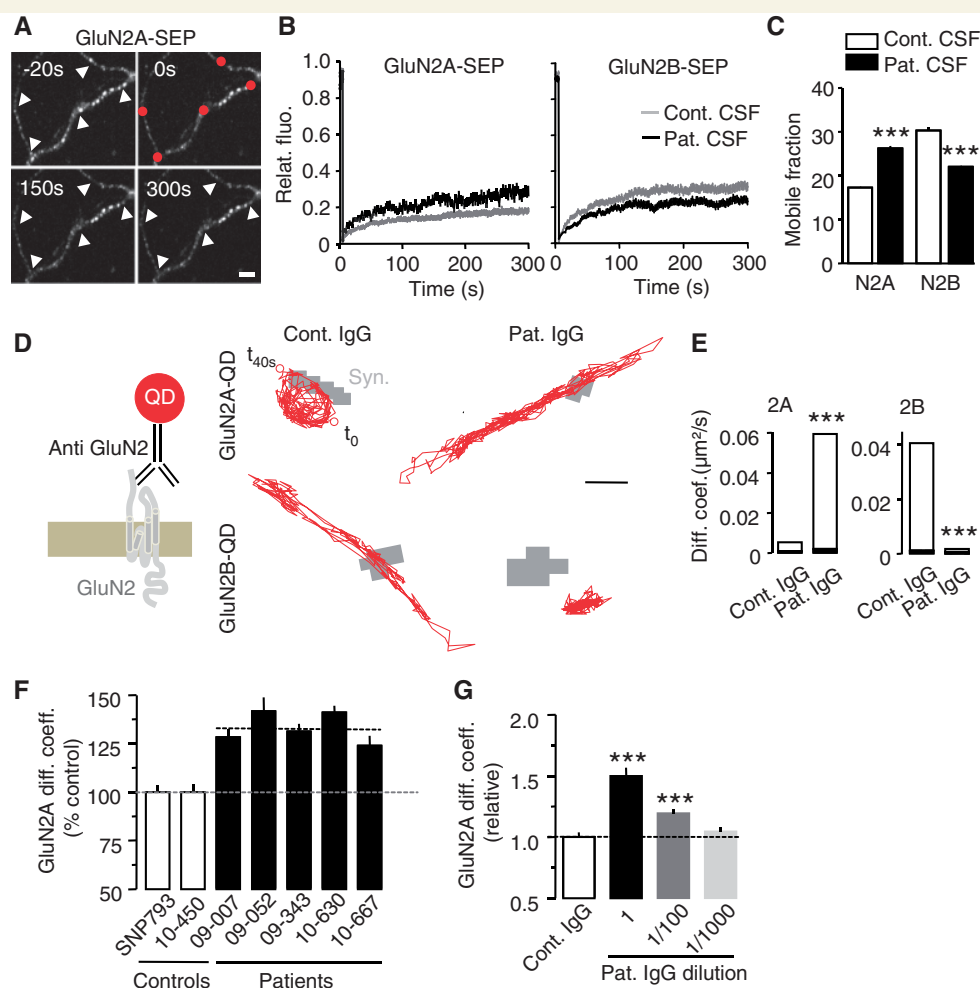 A
GluN2A-SEP
-20s
0s
150s
300s
B
GluN2A-SEP
GluN2B-SEP
Cont. CSF
Pat. CSF
Relat. fluo.
1.0
0.8
0.6
0.4
0.2
0
0
100
200
300
0
100
200
300
Time (s)
Time (s)
C
Cont. CSF
Pat. CSF
Mobile fraction
40
30
20
10
0
***
***
N2A
N2B
D
QD
Anti GluN2
GluN2
Cont. IgG
Pat. IgG
GluN2A-QD
GluN2B-QD
t40s
Syn.
t0
E
2A
2B
***
***
Diff. coef.(µm²/s)
0.06
0.04
0.02
0
0.04
0.02
0
Cont. IgG
Pat. IgG
Cont. IgG
Pat. IgG
F
GluN2A diff. coeff.
(% control)
150
125
100
75
50
SNP793
10-450
09-007
09-052
09-343
10-630
10-667
Controls
Patients
G
GluN2A diff. coeff.
(relative)
2.0
1.5
1.0
0.5
***
***
Cont. IgG
1
1/100
1/1000
Pat. IgG dilution